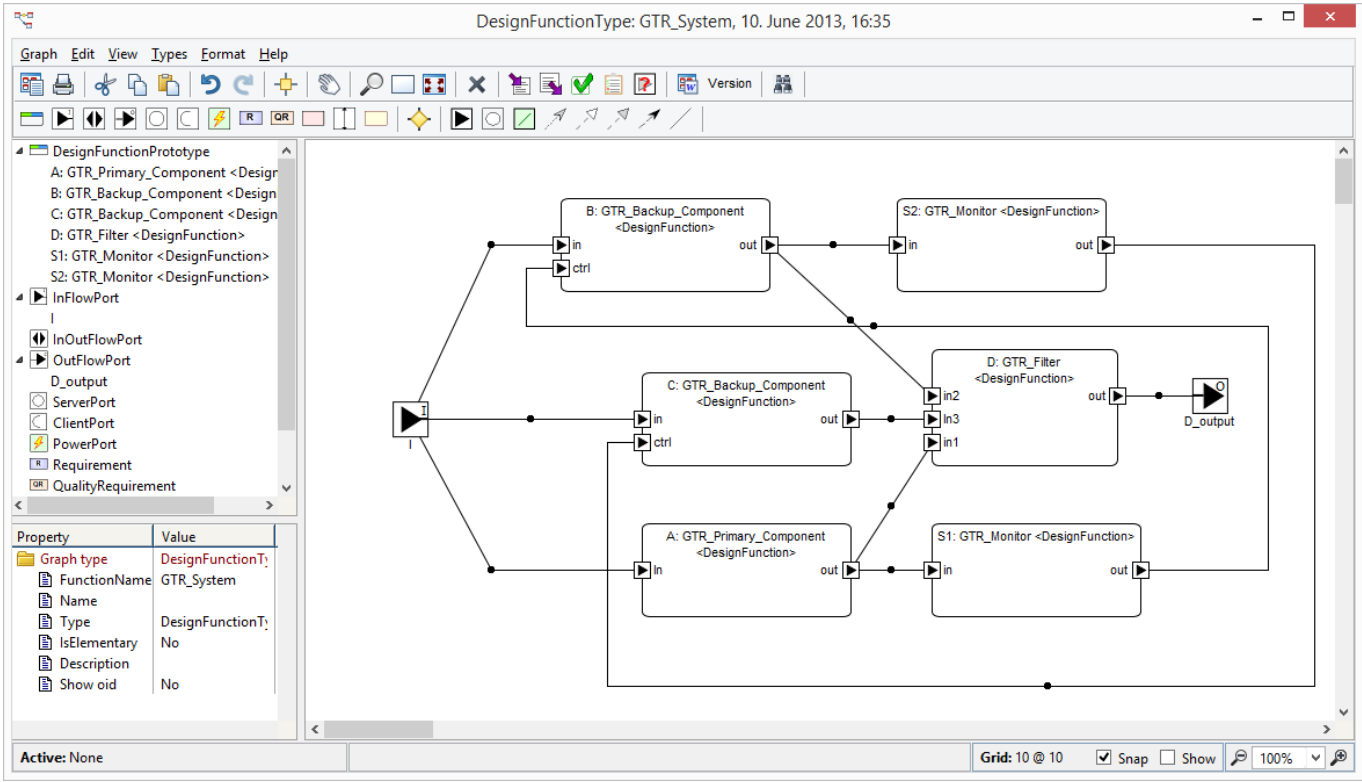 DesignFunctionType: GTR_System, 10. June 2013, 16:35
Graph Edit View Types Format Help
Version
R QR
DesignFunctionPrototype
A: GTR_Primary_Component <Design
B: GTR_Backup_Component <Design
C: GTR_Backup_Component <Design
D: GTR_Filter <DesignFunction>
S1: GTR_Monitor <DesignFunction>
S2: GTR_Monitor <DesignFunction>
InFlowPort
I
InOutFlowPort
OutFlowPort
D_output
ServerPort
ClientPort
PowerPort
R Requirement
QR QualityRequirement
Property Value
Graph type DesignFunctionTy
FunctionName GTR_System
Name
Type DesignFunctionTy
IsElementary No
Description
Show oid No
B: GTR_Backup_Component
<DesignFunction>
in out
ctrl
S2: GTR_Monitor <DesignFunction>
in out
D: GTR_Filter
<DesignFunction>
in2 out
In3
in1
O
D_output
C: GTR_Backup_Component
<DesignFunction>
in out
ctrl
I
I
A: GTR_Primary_Component
<DesignFunction>
In out
S1: GTR_Monitor <DesignFunction>
in out
Active: None
Grid: 10 @ 10 Snap Show 100%